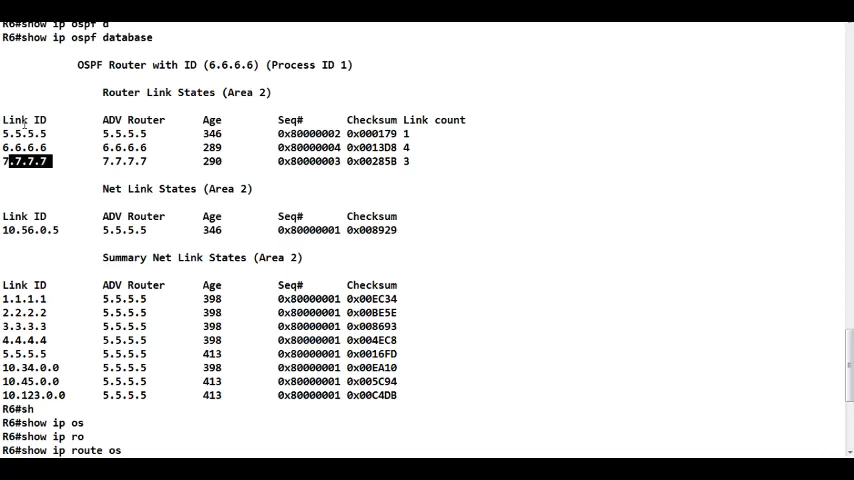 R6#show ip ospf d
R6#show ip ospf database
OSPF Router with ID (6.6.6.6) (Process ID 1)
Router Link States (Area 2)
Link ID ADV Router Age Seq# Checksum Link count
5.5.5.5 5.5.5.5 346 0x80000002 0x000179 1
6.6.6.6 6.6.6.6 289 0x80000004 0x0013D8 4
7.7.7.7 7.7.7.7 290 0x80000003 0x00285B 3
Net Link States (Area 2)
Link ID ADV Router Age Seq# Checksum
10.56.0.5 5.5.5.5 346 0x80000001 0x008929
Summary Net Link States (Area 2)
Link ID ADV Router Age Seq# Checksum
1.1.1.1 5.5.5.5 398 0x80000001 0x00EC34
2.2.2.2 5.5.5.5 398 0x80000001 0x00BE5E
3.3.3.3 5.5.5.5 398 0x80000001 0x008693
4.4.4.4 5.5.5.5 398 0x80000001 0x004EC8
5.5.5.5 5.5.5.5 413 0x80000001 0x0016FD
10.34.0.0 5.5.5.5 398 0x80000001 0x00EA10
10.45.0.0 5.5.5.5 413 0x80000001 0x005C94
10.123.0.0 5.5.5.5 413 0x80000001 0x00C4DB
R6#sh
R6#show ip os
R6#show ip ro
R6#show ip route os